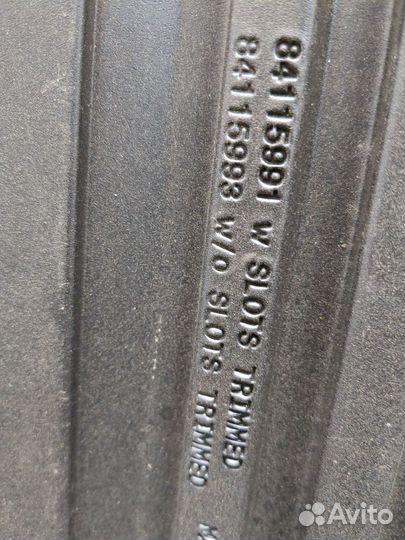 84115991 W SLOTS TRIMMED
84115993 W/O SLOTS TRIMMED
Avito